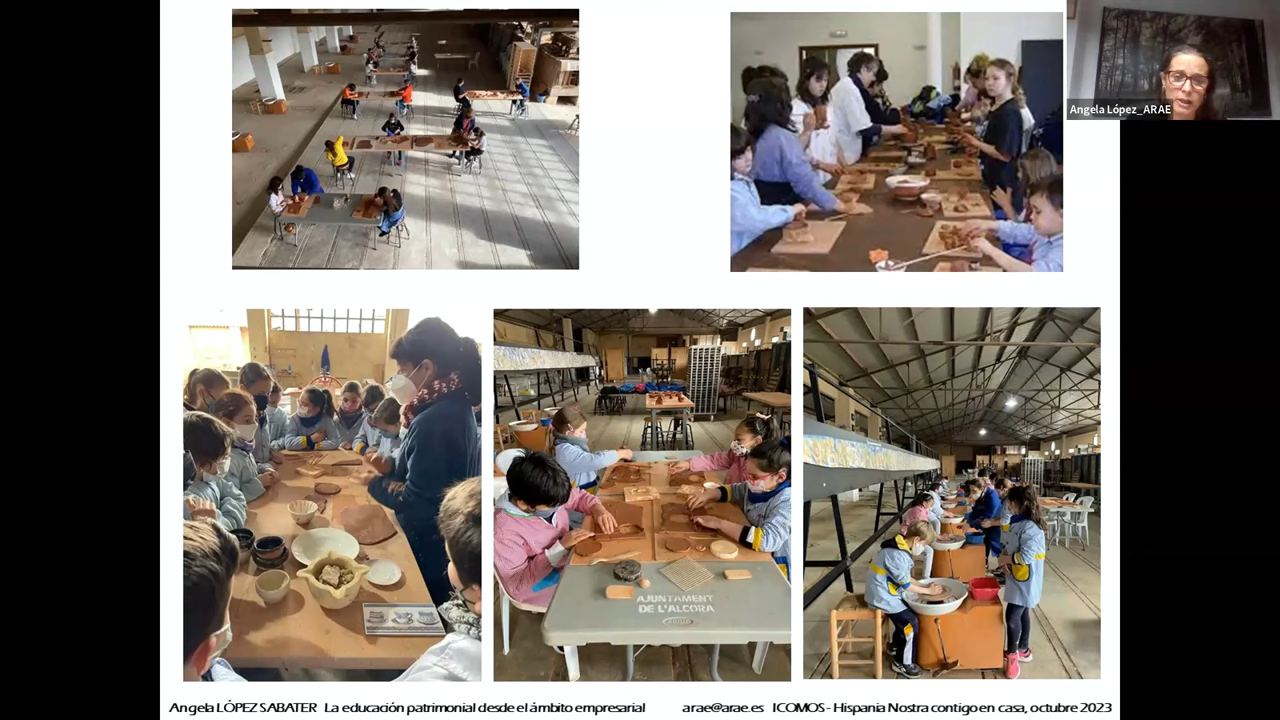 Angela López_ARAE
AJUNTAMENT
DE L'ALCORA
Angela LÓPEZ SABATER La educación patrimonial desde el ámbito empresarial arae@arae.es ICOMOS - Hispania Nostra contigo en casa, octubre 2023